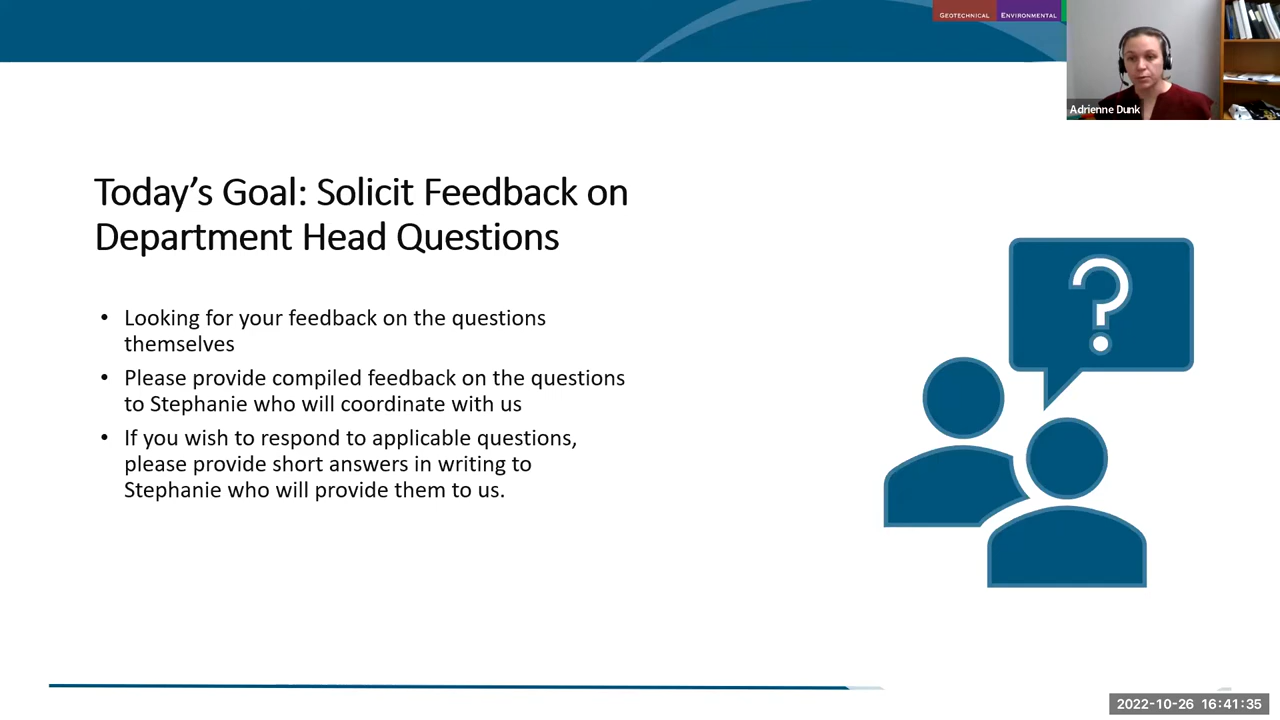 GEOTECHNICAL ENVIRONMENTAL
Adrienne Dunk
Today's Goal: Solicit Feedback on
Department Head Questions
• Looking for your feedback on the questions
themselves
• Please provide compiled feedback on the questions
to Stephanie who will coordinate with us
• If you wish to respond to applicable questions,
please provide short answers in writing to
Stephanie who will provide them to us.
?
2022-10-26 16:41:35